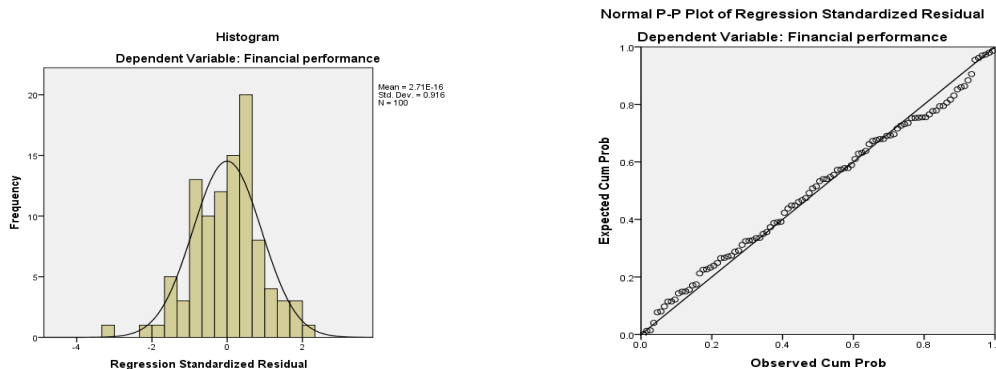 Histogram
Dependent Variable: Financial performance
Mean = 2.71E-16
Std. Dev. = 0.916
N = 100
20
15
10
5
0
Frequency
-4
-2
0
2
Regression Standardized Residual
Normal P-P Plot of Regression Standardized Residual
Dependent Variable: Financial performance
1.0
0.8
0.6
0.4
0.2
0.0
Expected Cum Prob
0.0
0.2
0.4
0.6
0.8
Observed Cum Prob